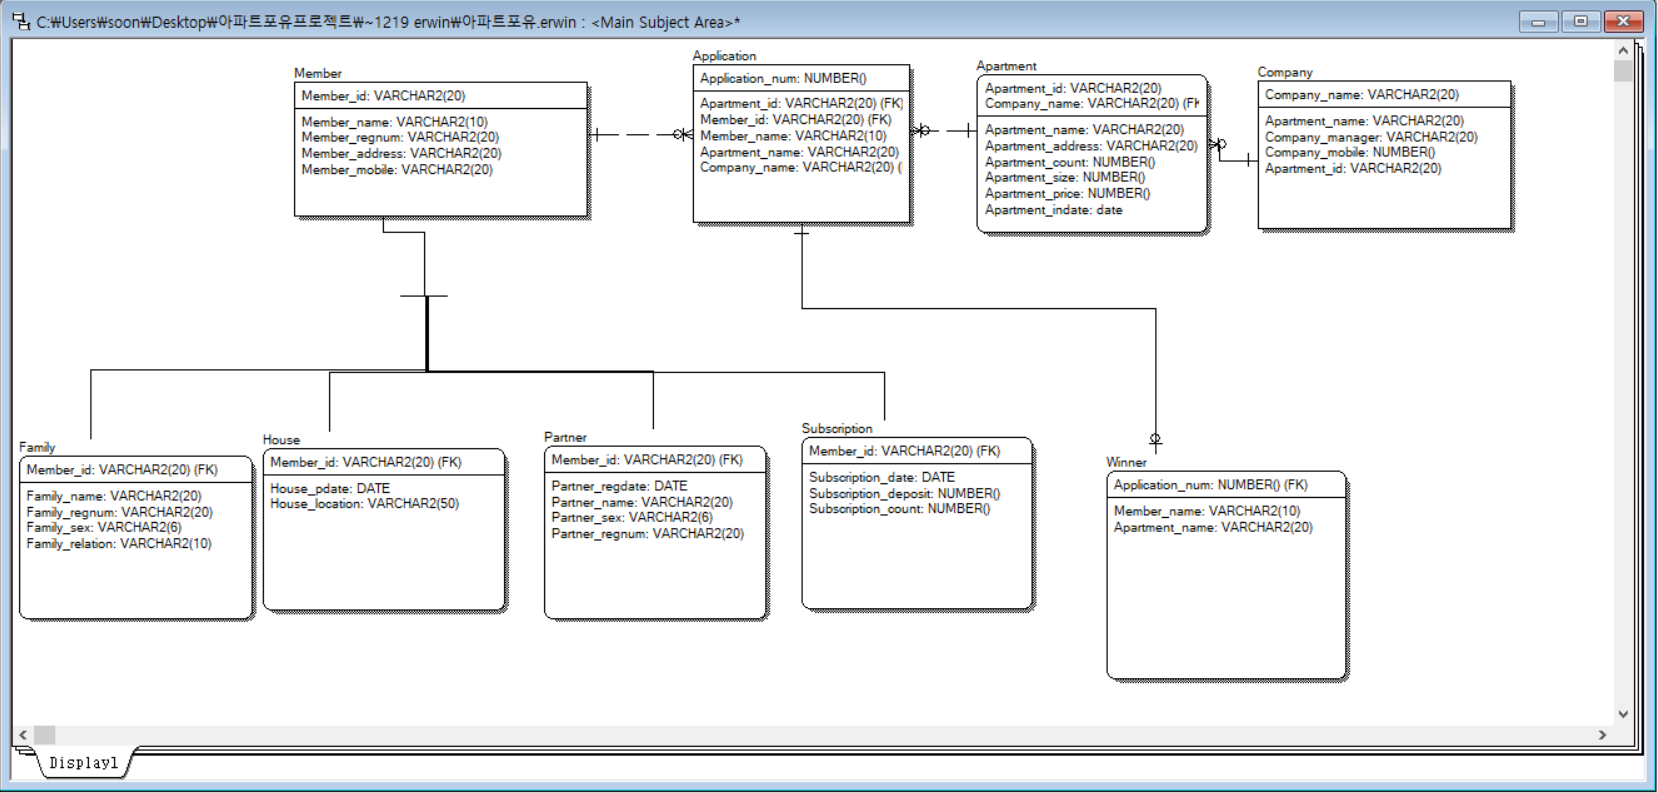 C:₩Users₩soon₩Desktop₩아파트포유프로젝트₩~1219 erwin₩아파트포유.erwin : <Main Subject Area>*
Member
Member_id: VARCHAR2(20)
Member_name: VARCHAR2(10)
Member_regnum: VARCHAR2(20)
Member_address: VARCHAR2(20)
Member_mobile: VARCHAR2(20)
Application
Application_num: NUMBER()
Apartment_id: VARCHAR2(20) (FK)
Member_id: VARCHAR2(20) (FK)
Member_name: VARCHAR2(10)
Apartment_name: VARCHAR2(20)
Company_name: VARCHAR2(20) (
Apartment
Apartment_id: VARCHAR2(20)
Company_name: VARCHAR2(20) (FK
Apartment_name: VARCHAR2(20)
Apartment_address: VARCHAR2(20)
Apartment_count: NUMBER()
Apartment_size: NUMBER()
Apartment_price: NUMBER()
Apartment_indate: date
Company
Company_name: VARCHAR2(20)
Apartment_name: VARCHAR2(20)
Company_manager: VARCHAR2(20)
Company_mobile: NUMBER()
Apartment_id: VARCHAR2(20)
Family
Member_id: VARCHAR2(20) (FK)
Family_name: VARCHAR2(20)
Family_regnum: VARCHAR2(20)
Family_sex: VARCHAR2(6)
Family_relation: VARCHAR2(10)
House
Member_id: VARCHAR2(20) (FK)
House_pdate: DATE
House_location: VARCHAR2(50)
Partner
Member_id: VARCHAR2(20) (FK)
Partner_regdate: DATE
Partner_name: VARCHAR2(20)
Partner_sex: VARCHAR2(6)
Partner_regnum: VARCHAR2(20)
Subscription
Member_id: VARCHAR2(20) (FK)
Subscription_date: DATE
Subscription_deposit: NUMBER()
Subscription_count: NUMBER()
Winner
Application_num: NUMBER() (FK)
Member_name: VARCHAR2(10)
Apartment_name: VARCHAR2(20)
Display1